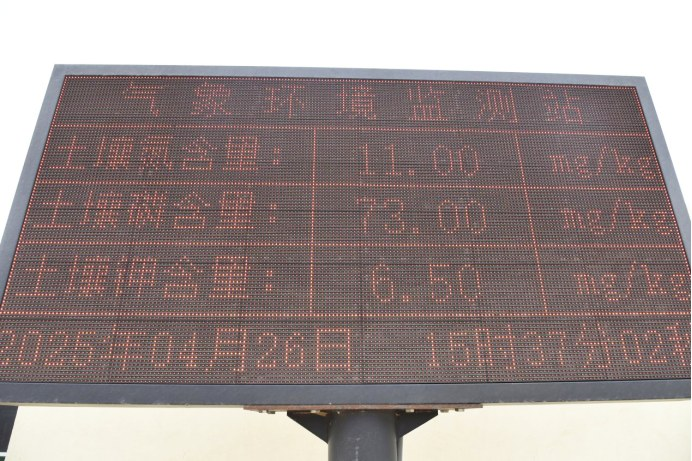 气象环境监测站
土壤氮含量: 11.00 mg/kg
土壤磷含量: 73.00 mg/kg
土壤钾含量: 6.50 mg/kg
2025年04月26日 15时37分02秒